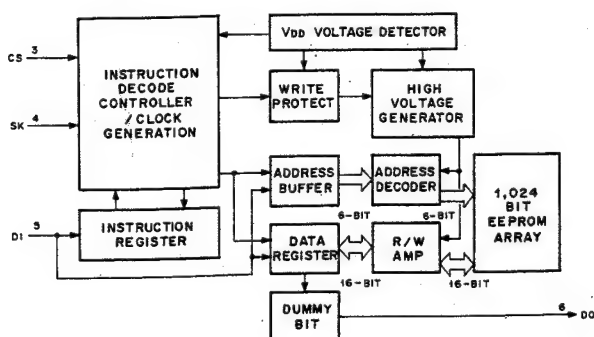 VDD VOLTAGE DETECTOR
CS 3
SK 4
INSTRUCTION
DECODE
CONTROLLER
/CLOCK
GENERATION
WRITE
PROTECT
HIGH
VOLTAGE
GENERATOR
ADDRESS
BUFFER
ADDRESS
DECODER
6-BIT
6-BIT
1,024
BIT
EEPROM
ARRAY
DI 5
INSTRUCTION
REGISTER
DATA
REGISTER
R/W
AMP
16-BIT
16-BIT
DUMMY
BIT
6 DO